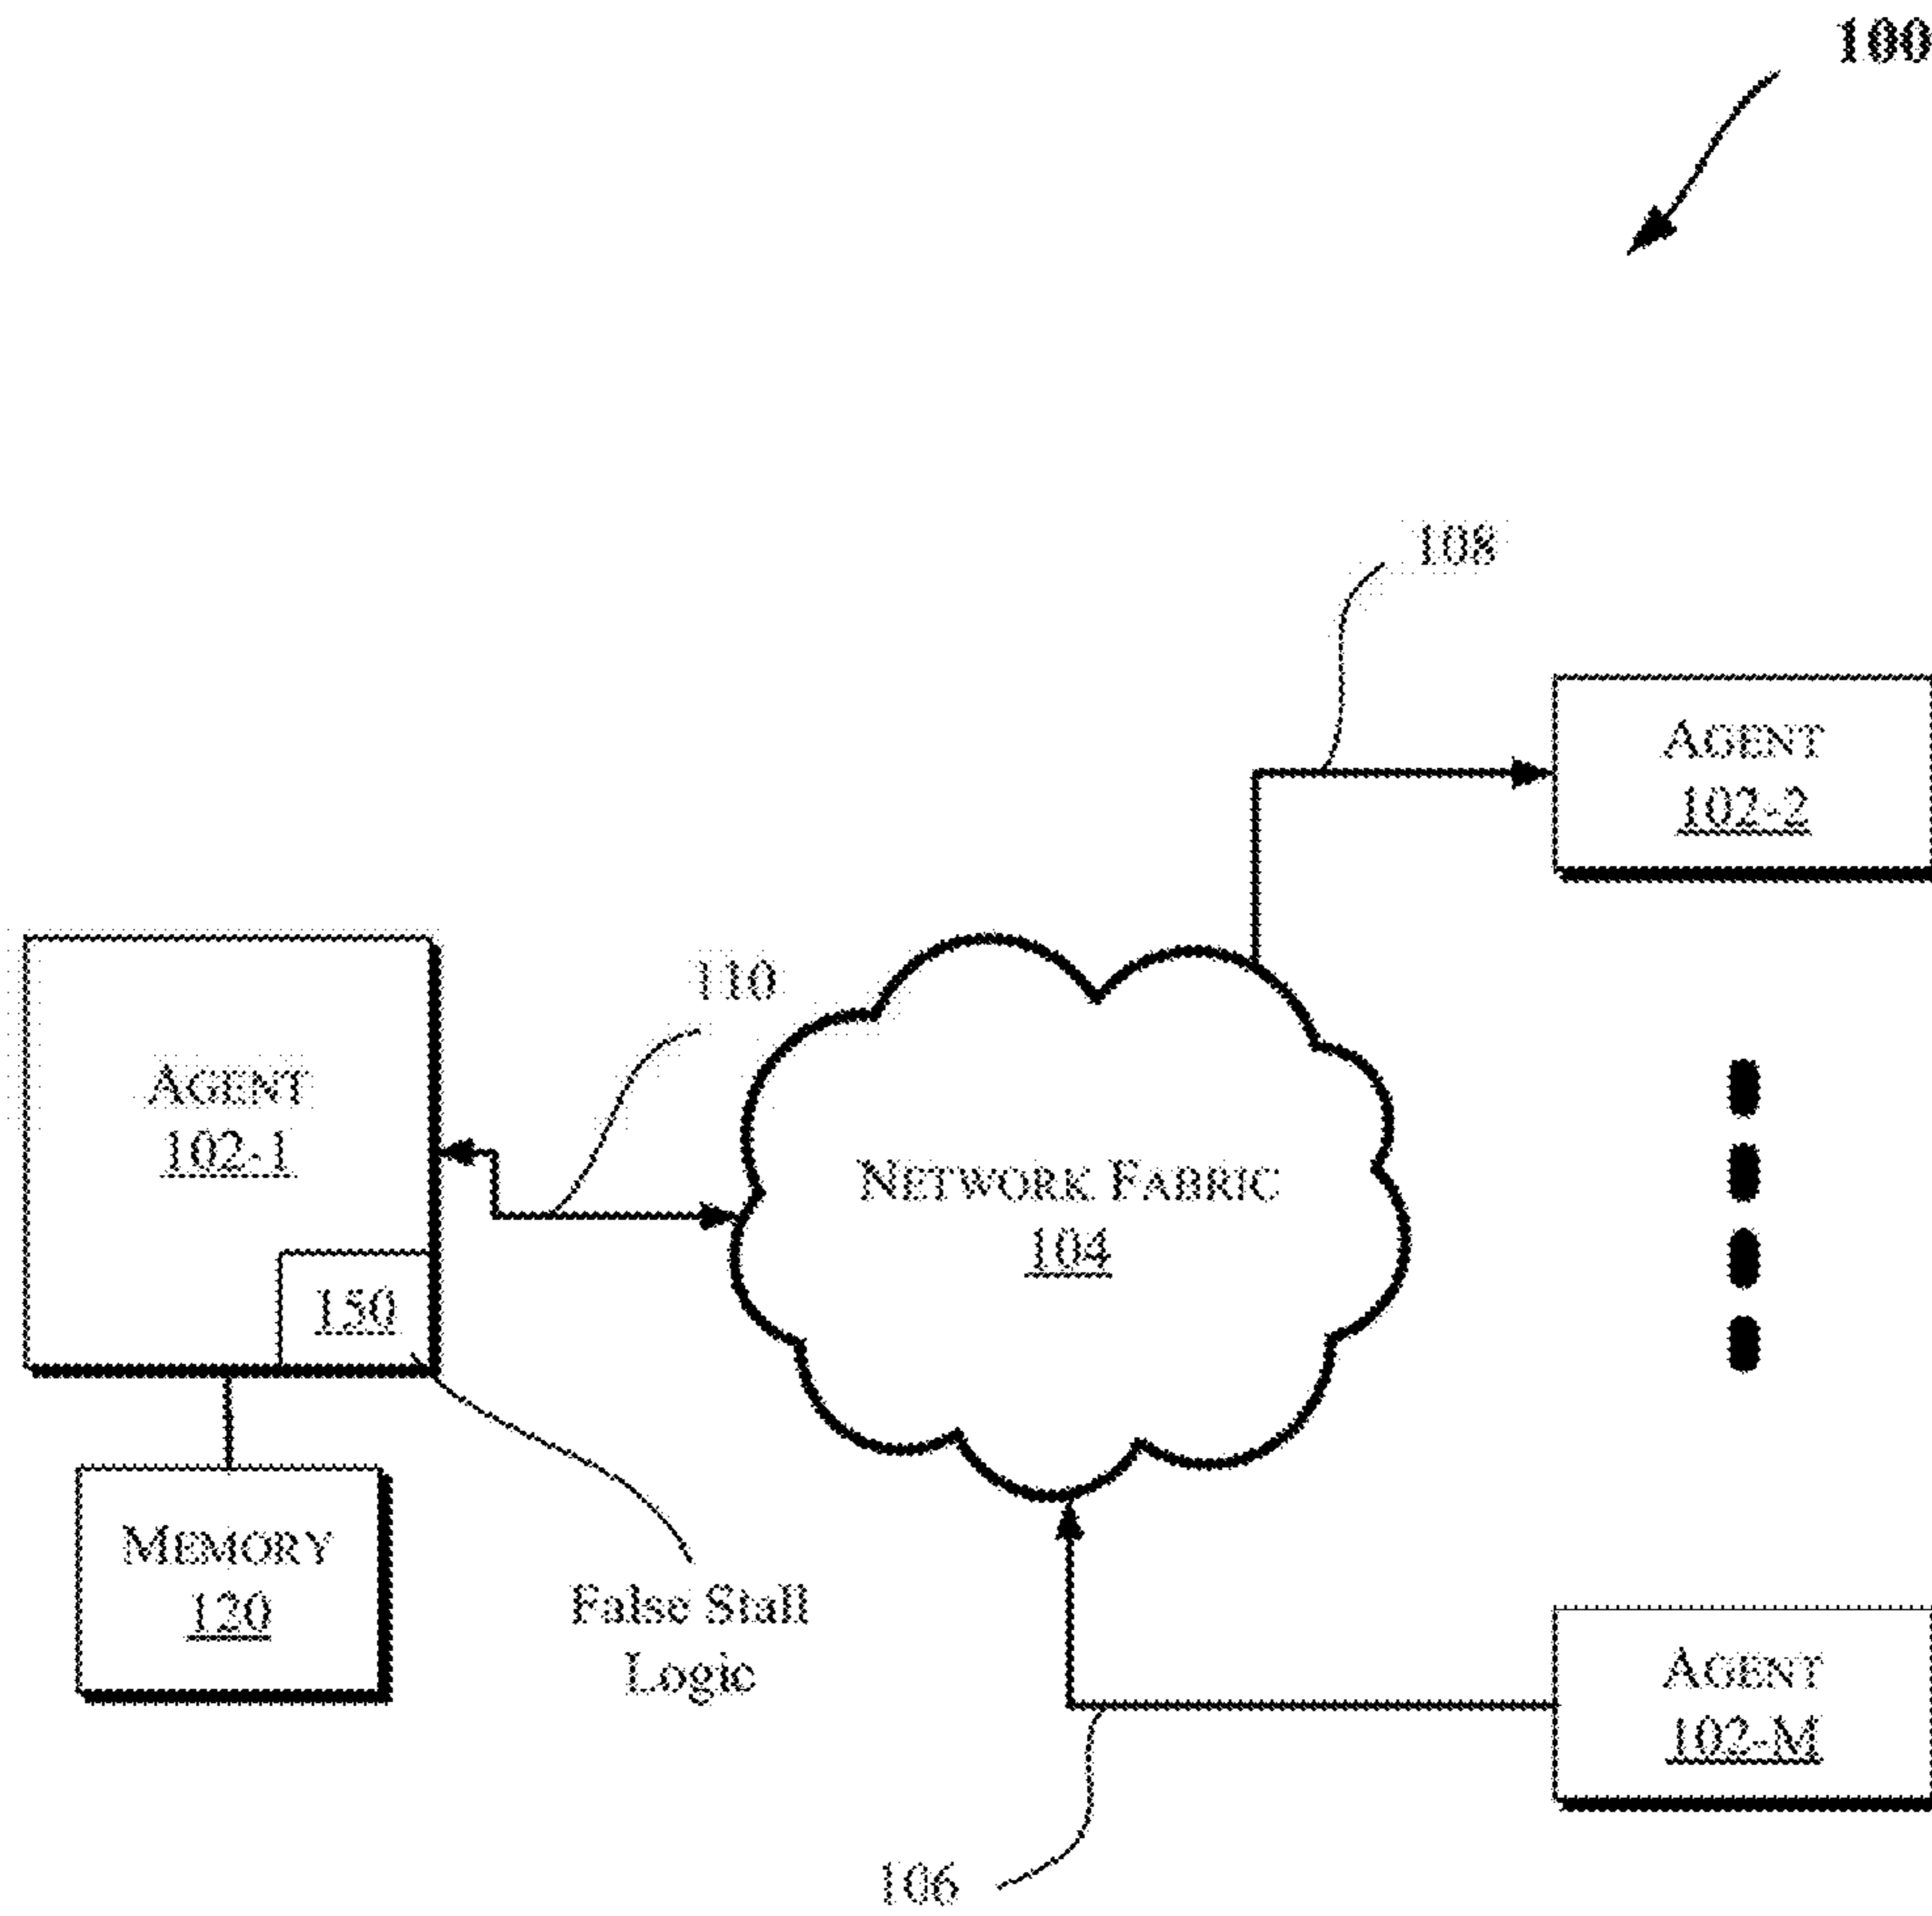 100
108
AGENT
102-2
110
AGENT
102-1
NETWORK FABRIC
104
150
MEMORY
120
False Stall
Logic
AGENT
102-M
106